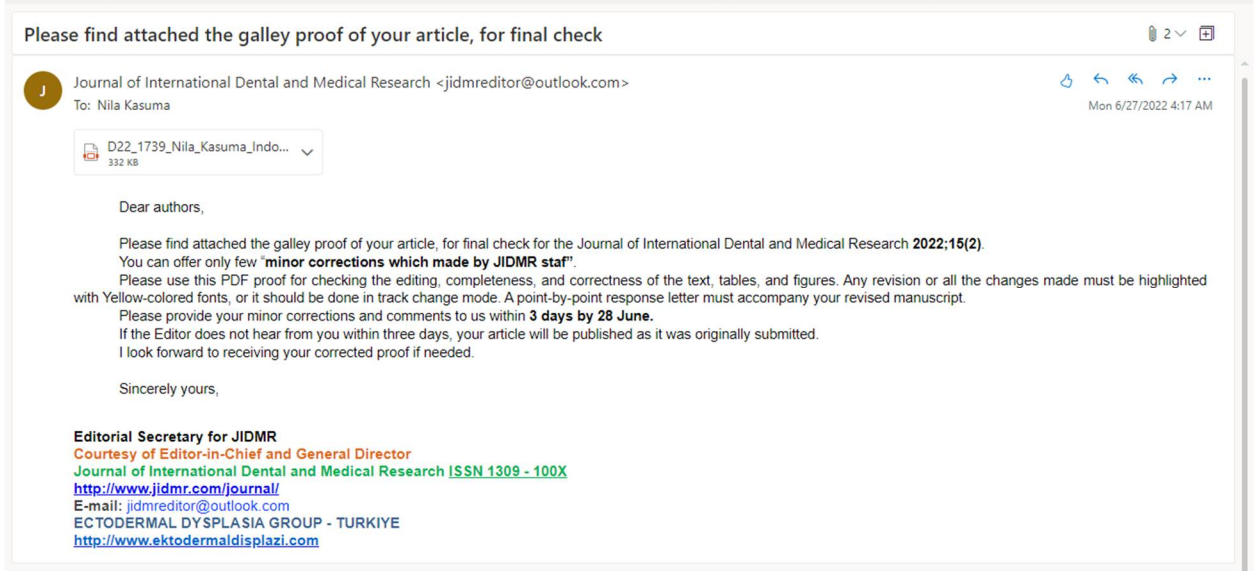 Please find attached the galley proof of your article, for final check
2
J
Journal of International Dental and Medical Research <jidmreditor@outlook.com>
To: Nila Kasuma
Mon 6/27/2022 4:17 AM
D22_1739_Nila_Kasuma_Indo...
332 KB
Dear authors,
Please find attached the galley proof of your article, for final check for the Journal of International Dental and Medical Research 2022;15(2).
You can offer only few “minor corrections which made by JIDMR staf”.
Please use this PDF proof for checking the editing, completeness, and correctness of the text, tables, and figures. Any revision or all the changes made must be highlighted
with Yellow-colored fonts, or it should be done in track change mode. A point-by-point response letter must accompany your revised manuscript.
Please provide your minor corrections and comments to us within 3 days by 28 June.
If the Editor does not hear from you within three days, your article will be published as it was originally submitted.
I look forward to receiving your corrected proof if needed.
Sincerely yours,
Editorial Secretary for JIDMR
Courtesy of Editor-in-Chief and General Director
Journal of International Dental and Medical Research ISSN 1309 - 100X
http://www.jidmr.com/journal/
E-mail: jidmreditor@outlook.com
ECTODERMAL DYSPLASIA GROUP - TURKIYE
http://www.ektodermaldisplazi.com